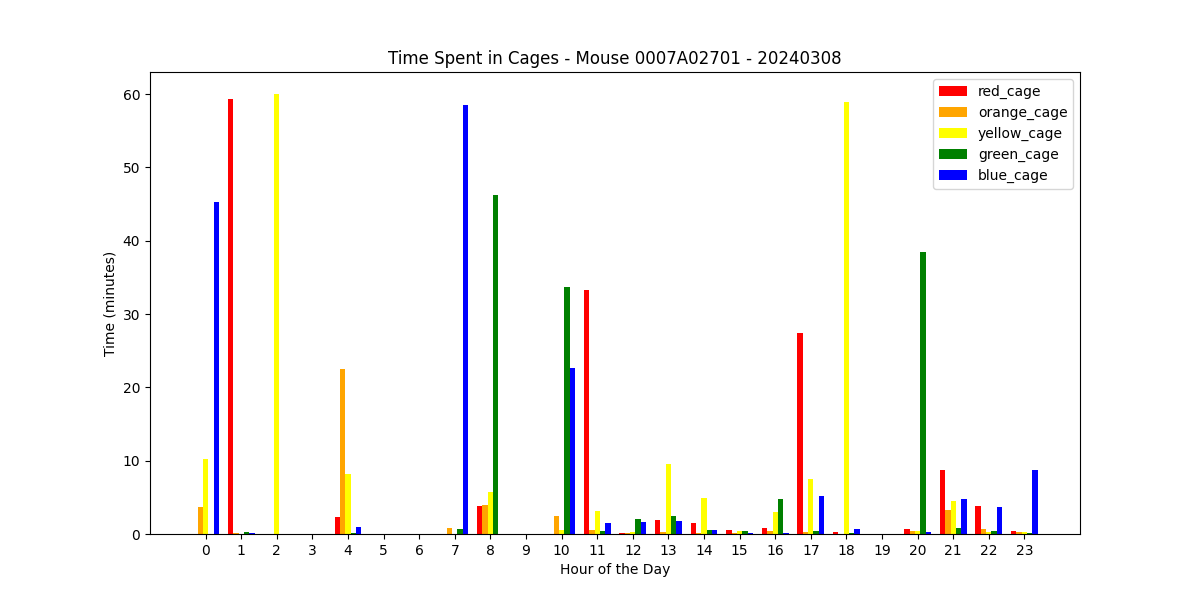 Time Spent in Cages - Mouse 0007A02701 - 20240308
red_cage
orange_cage
yellow_cage
green_cage
blue_cage
Time (minutes)
60
50
40
30
20
10
0
0 1 2 3 4 5 6 7 8 9 10 11 12 13 14 15 16 17 18 19 20 21 22 23
Hour of the Day